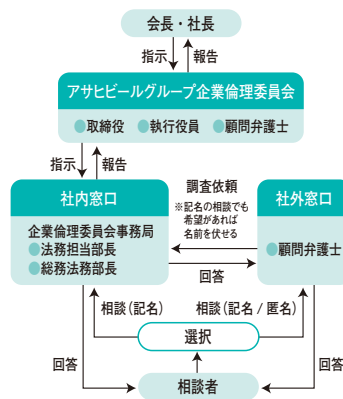 会長・社長
指示
報告
アサヒビールグループ企業倫理委員会
●取締役 ●執行役員 ●顧問弁護士
指示
報告
社内窓口
企業倫理委員会事務局
●法務担当部長
●総務法務部長
調査依頼
※記名の相談でも
希望があれば
名前を伏せる
回答
社外窓口
●顧問弁護士
相談(記名)
相談(記名/匿名)
選択
回答
回答
相談者